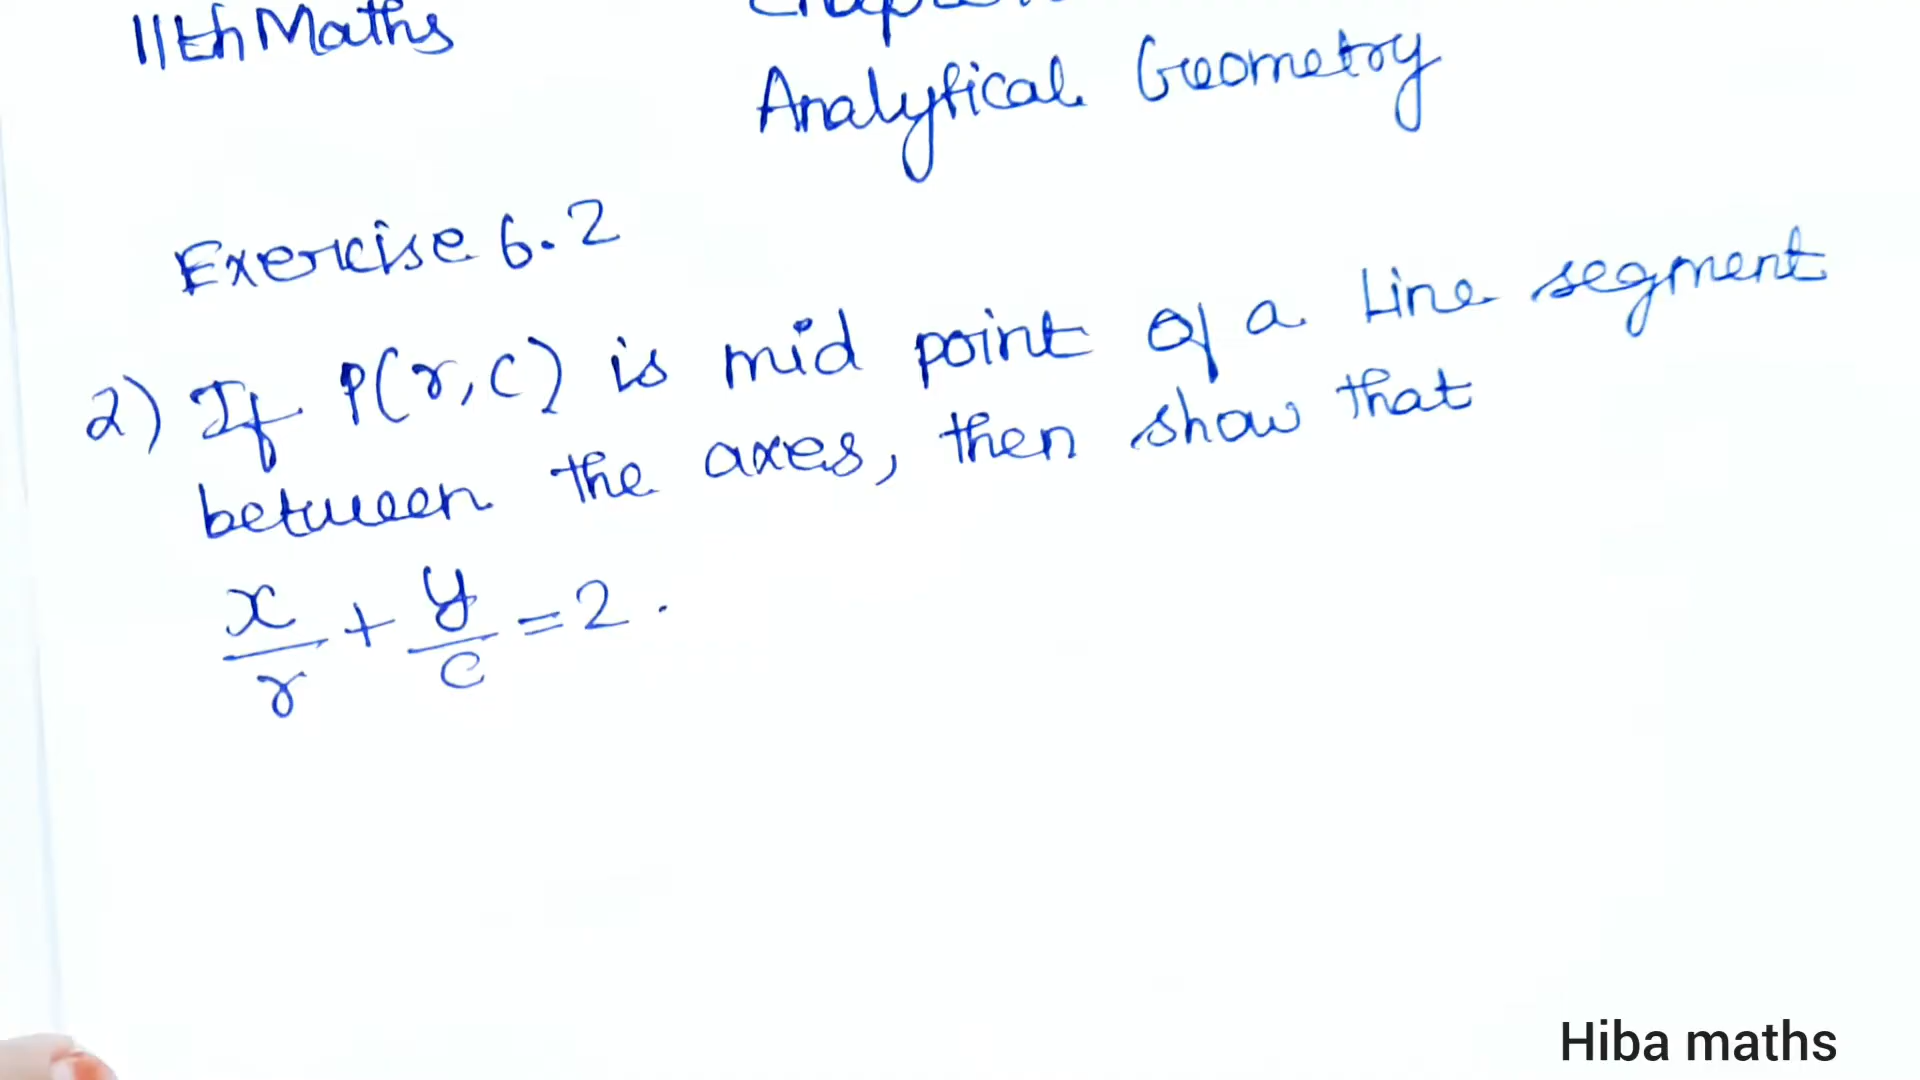 11th Maths
Analytical Geometry
Exercise 6.2
2) If P(r,c) is mid point of a Line segment
between the axes, then show that
x/r + y/c = 2.
Hiba maths